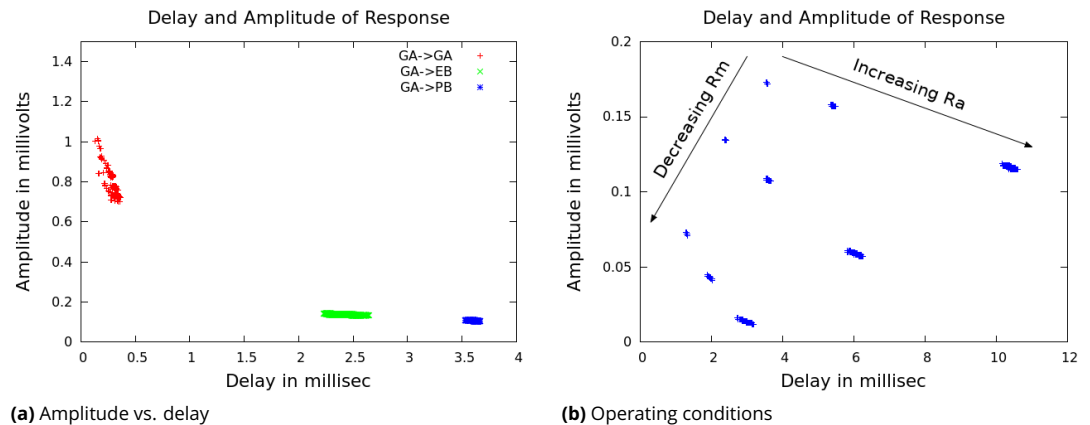 Delay and Amplitude of Response
Amplitude in millivolts
1.4
1.2
1
0.8
0.6
0.4
0.2
0
GA->GA
GA->EB
GA->PB
0 0.5 1 1.5 2 2.5 3 3.5 4
Delay in millisec
(a) Amplitude vs. delay
Delay and Amplitude of Response
Amplitude in millivolts
0.2
0.15
0.1
0.05
0
Decreasing Rm
Increasing Ra
0 2 4 6 8 10 12
Delay in millisec
(b) Operating conditions